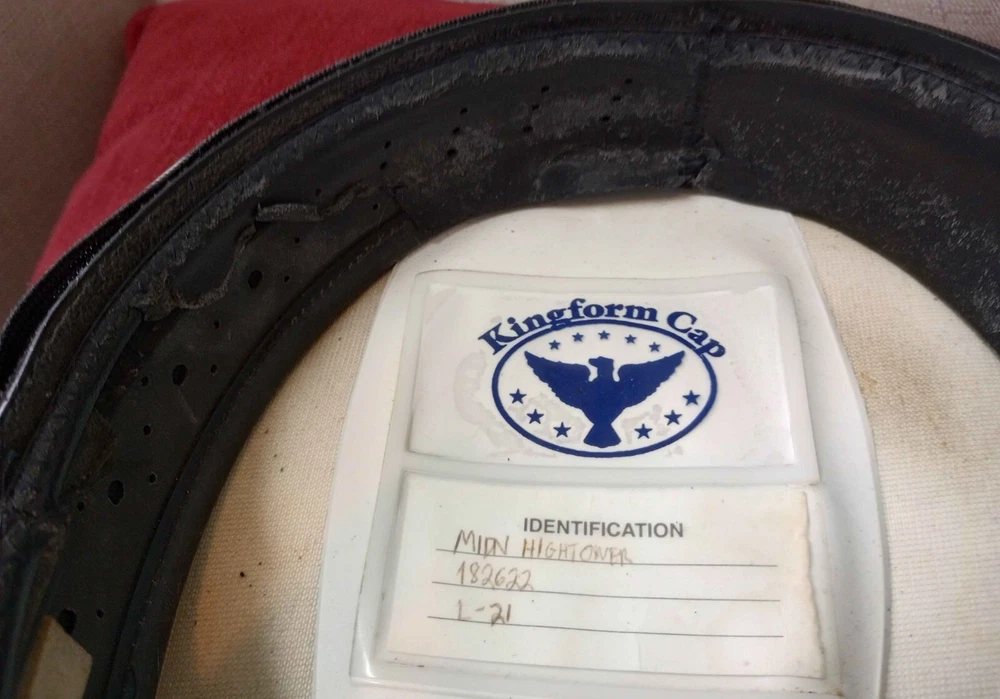 Kingform Cap
IDENTIFICATION
MIDN HIGHTOWER
182622
L-21